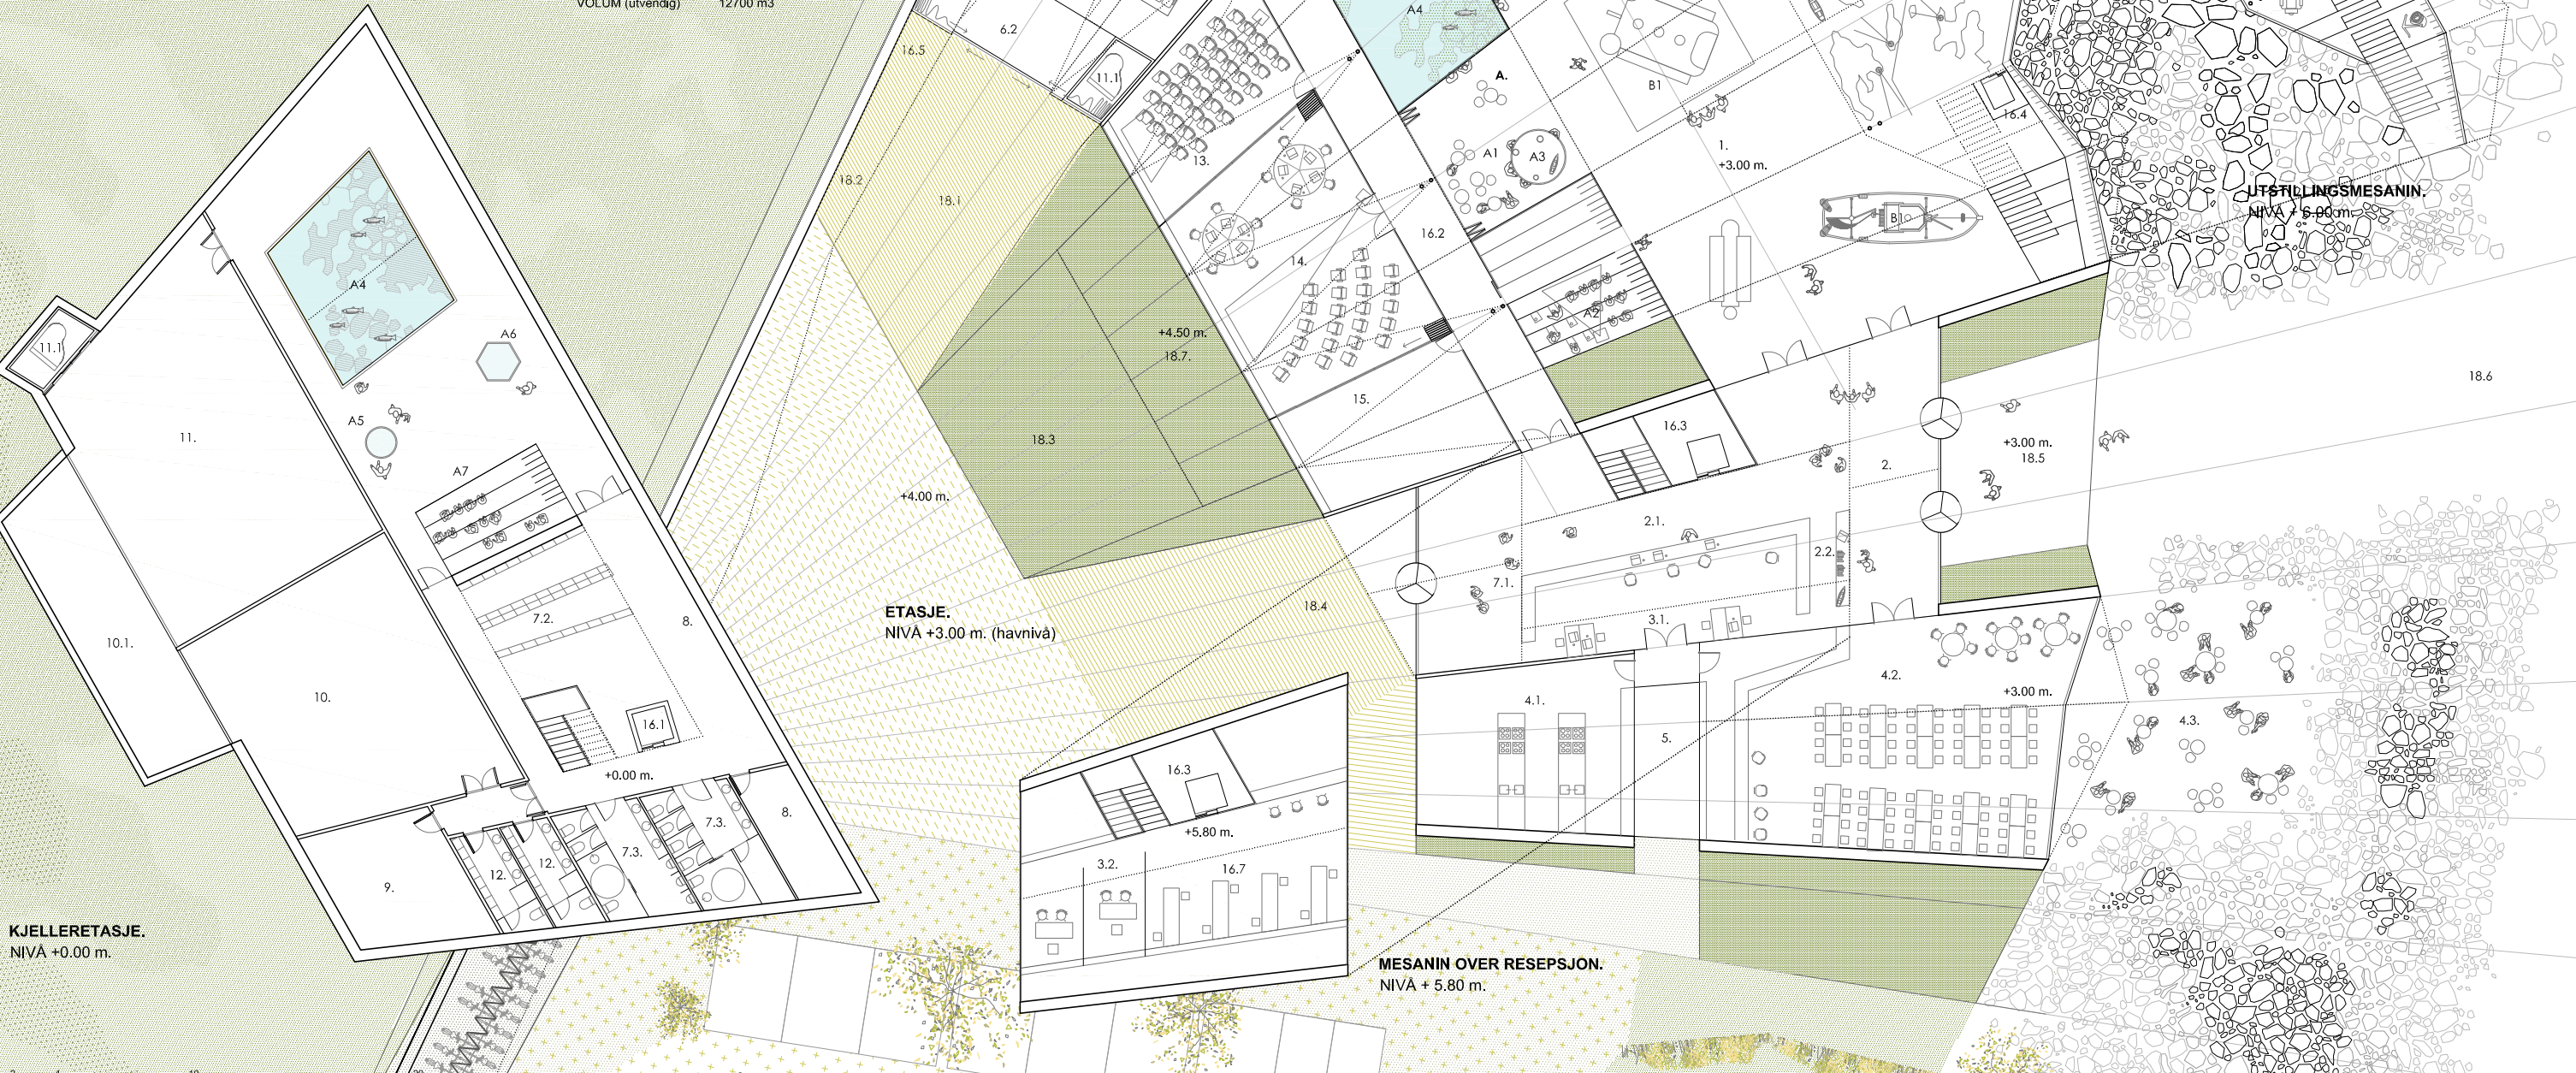 VOLUM (utvendig) 12700 m3
6.2
16.5
11.1
A4
A.
B1
16.4
13.
A1
A3
1.
+3.00 m.
18.2
18.1
UTSTILLINGSMESANIN.
NIVÅ + 6.00 m.
B1
16.2
14.
A4
A2
+4.50 m.
18.7.
A6
11.1
18.6
15.
A5
16.3
11.
18.3
+3.00 m.
18.5
A7
2.
+4.00 m.
2.1.
2.2.
7.1.
ETASJE.
NIVÅ +3.00 m. (havnivå)
18.4
7.2.
8.
3.1.
10.1.
4.2.
+3.00 m.
4.1.
10.
16.1
4.3.
5.
+0.00 m.
16.3
+5.80 m.
8.
7.3.
7.3.
12.
12.
3.2.
16.7
9.
KJELLERETASJE.
NIVÅ +0.00 m.
MESANIN OVER RESEPSJON.
NIVÅ + 5.80 m.